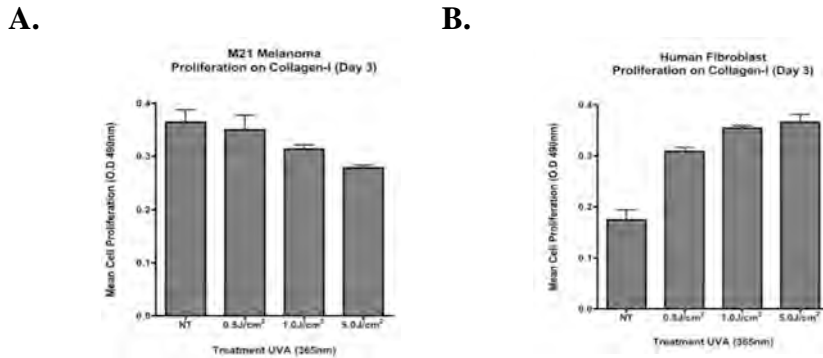 A.
M21 Melanoma
Proliferation on Collagen-I (Day 3)
Mean Cell Proliferation (O.D 490nm)
0.4
0.3
0.2
0.1
0.0
NT
0.5J/cm²
1.0J/cm²
5.0J/cm²
Treatment UVA (365nm)
B.
Human Fibroblast
Proliferation on Collagen-I (Day 3)
Mean Cell Proliferation (O.D 490nm)
0.4
0.3
0.2
0.1
0.0
NT
0.5J/cm²
1.0J/cm²
5.0J/cm²
Treatment UVA (365nm)